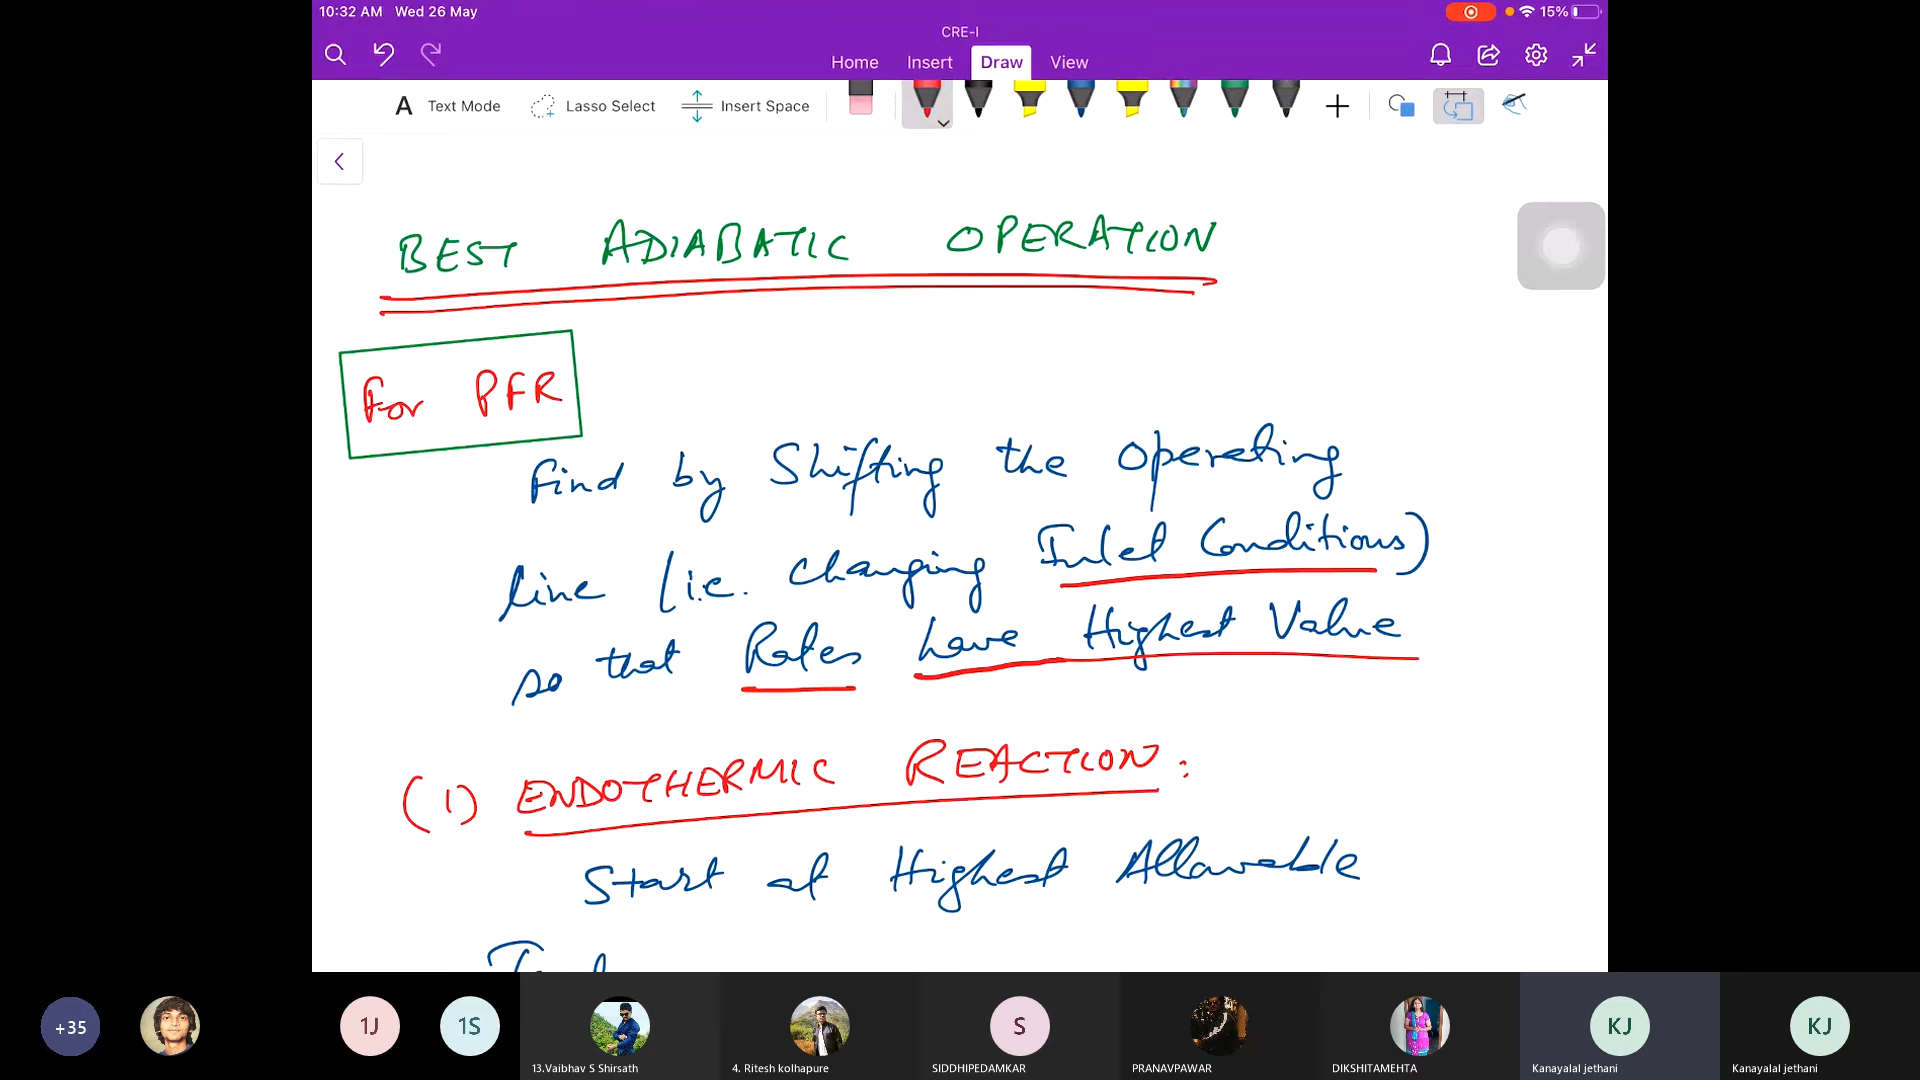 10:32 AM Wed 26 May
15%
CRE-I
Home Insert Draw View
A Text Mode Lasso Select Insert Space
BEST ADIABATIC OPERATION
For PFR
Find by Shifting the operating
line (i.e. changing Inlet Conditions)
so that Rates have Highest Value
(1) ENDOTHERMIC REACTION:
Start at Highest Allowable
+35
1J
1S
S
KJ
KJ
13.Vaibhav S Shirsath
4. Ritesh kolhapure
SIDDHIPEDAMKAR
PRANAVPAWAR
DIKSHITAMEHTA
Kanayalal jethani
Kanayalal jethani